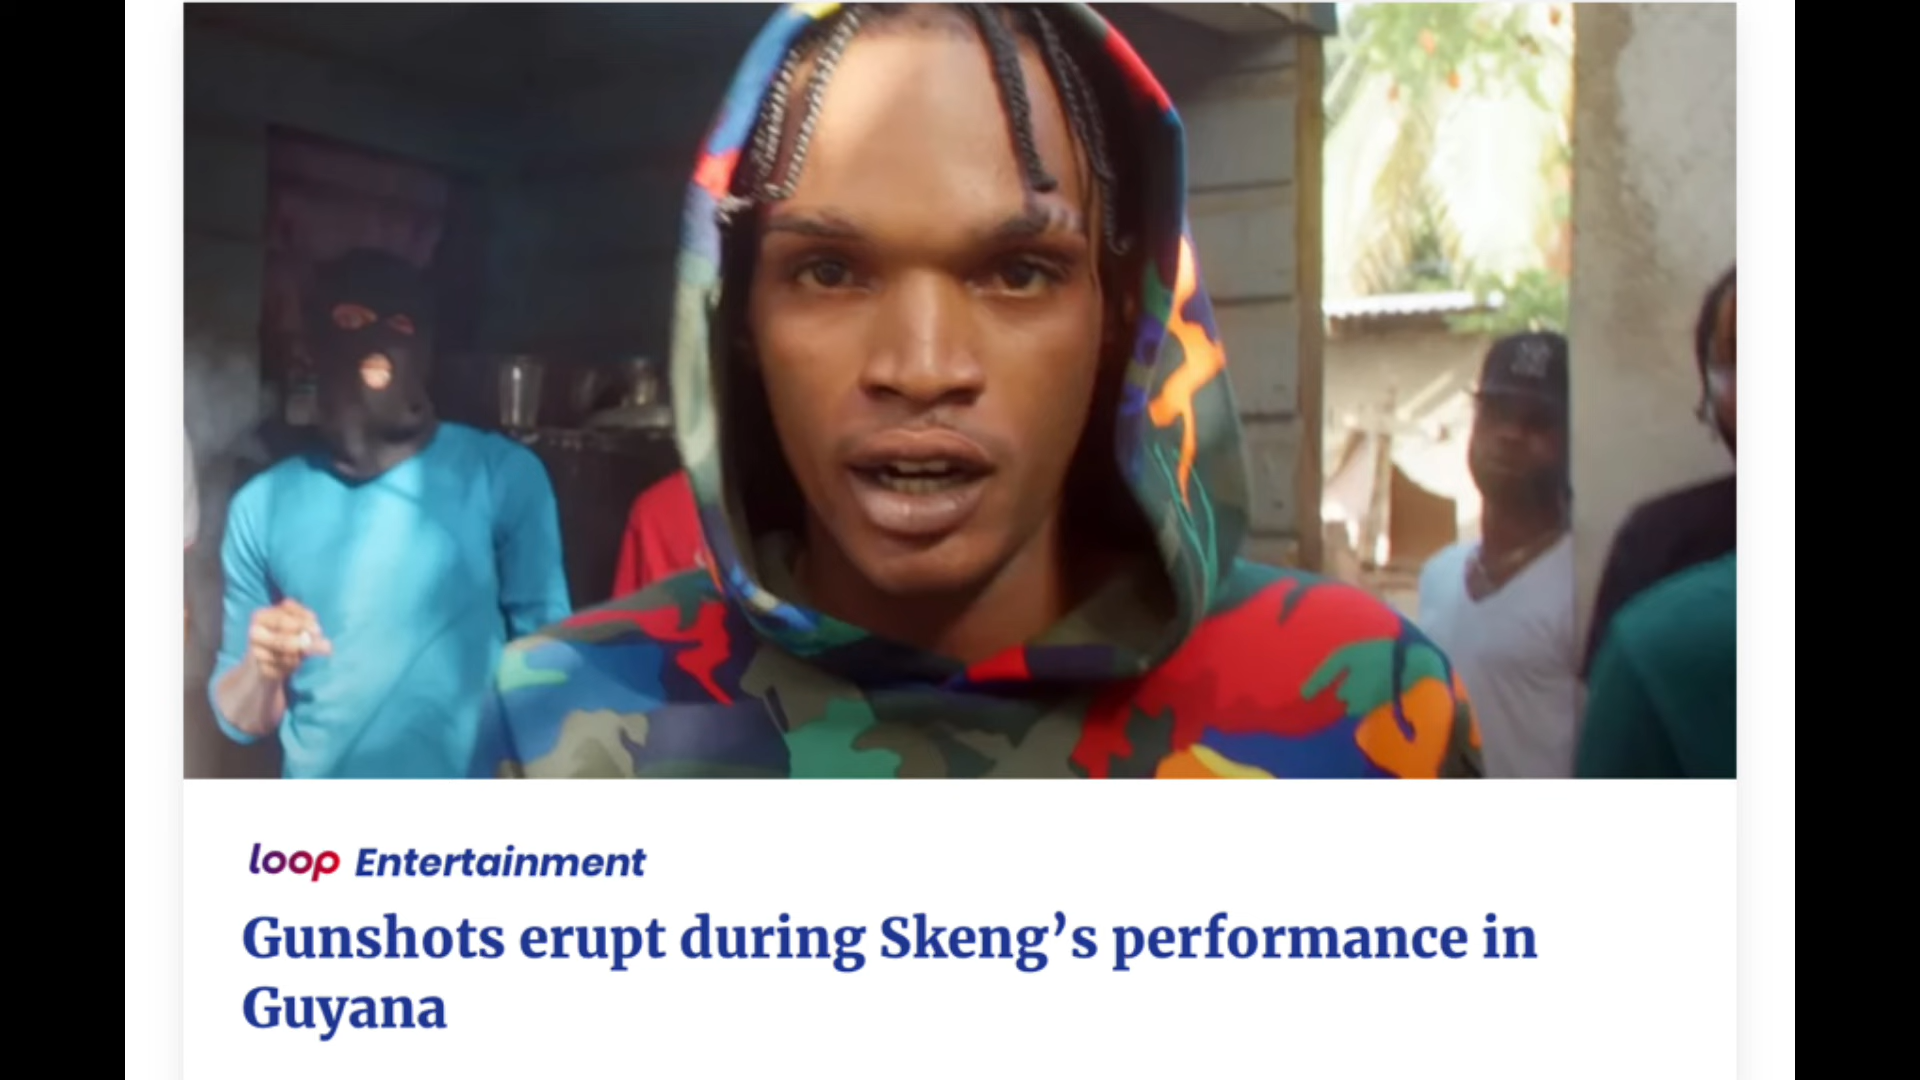 loop Entertainment
Gunshots erupt during Skeng’s performance in
Guyana